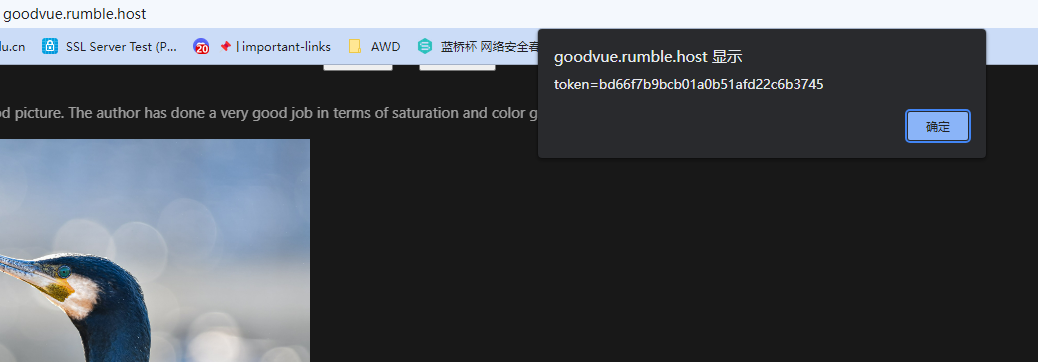 goodvue.rumble.host
du.cn SSL Server Test (P... 20 | important-links AWD 蓝桥杯 网络安全春
goodvue.rumble.host 显示
token=bd66f7b9bcb01a0b51afd22c6b3745
确定
od picture. The author has done a very good job in terms of saturation and color g